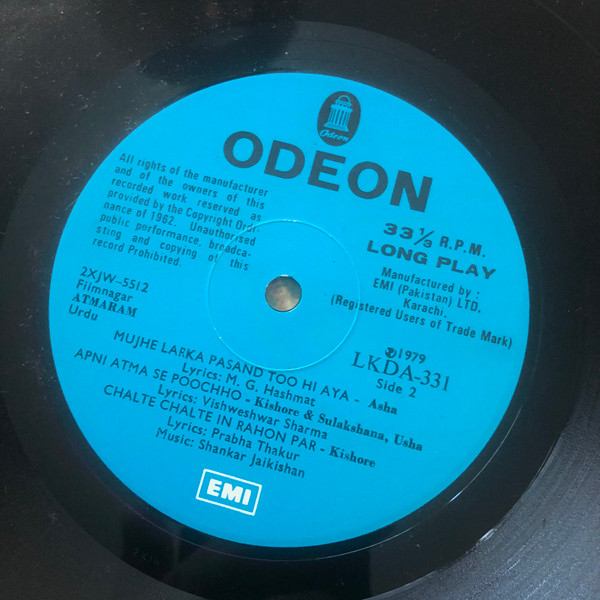 Odeon
ODEON
All rights of the manufacturer
and of the owners of this
recorded work reserved as
provided by the Copyright Ordi-
nance of 1962. Unauthorised
public performance, broadca-
sting and copying of this
record Prohibited.
33 1/3 R.P.M.
LONG PLAY
Manufactured by :
EMI (Pakistan) LTD.
Karachi.
(Registered Users of Trade Mark)
2XJW-5512
Filmnagar
ATMARAM
Urdu
℗1979
LKDA-331
Side 2
MUJHE LARKA PASAND TOO HI AYA - Asha
Lyrics: M. G. Hashmat
APNI ATMA SE POOCHHO - Kishore & Sulakshana, Usha
Lyrics: Vishweshwar Sharma
CHALTE CHALTE IN RAHON PAR - Kishore
Lyrics: Prabha Thakur
Music: Shankar Jaikishan
EMI